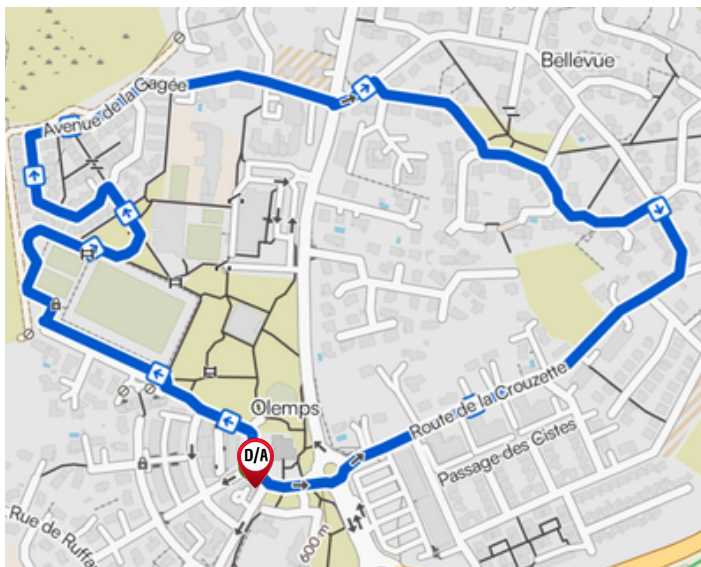 Bellevue
Avenue de la Gagée
Olemps
Route de la Crouzette
D/A
Passage des Cistes
Rue de Ruffa
600 m